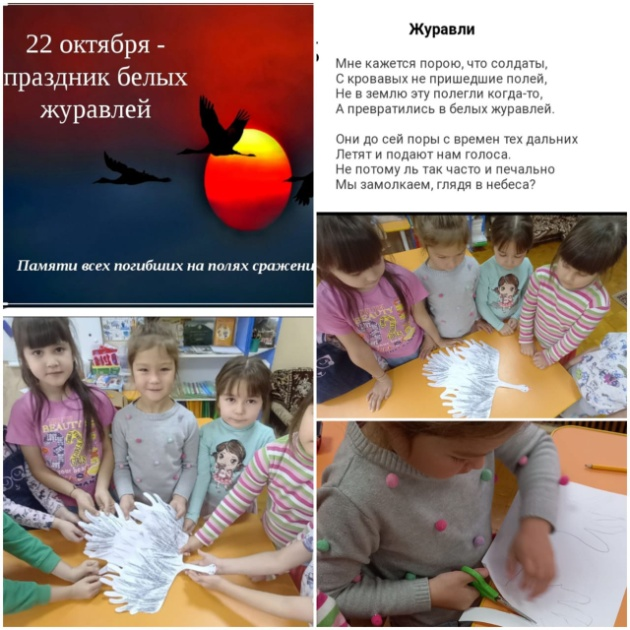 22 октября -
праздник белых
журавлей
Памяти всех погибших на полях
Журавли
Мне кажется порою, что солдаты,
С кровавых не пришедшие полей,
Не в землю эту полегли когда-то,
А превратились в белых журавлей.
Они до сей поры с времен тех дальних
Летят и подают нам голоса.
Не потому ль так часто и печально
Мы замолкаем, глядя в небеса?
BEAUTY